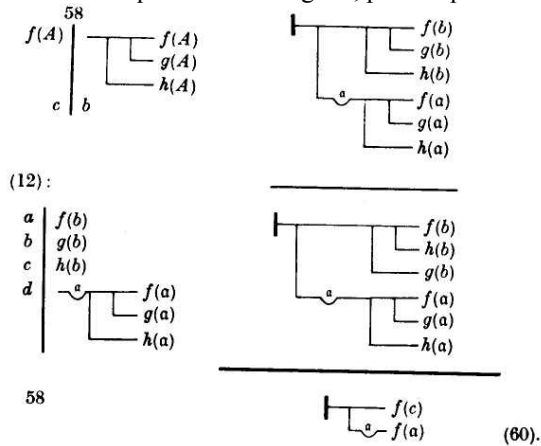 58
f(A) f(A)
g(A)
h(A)
c b
f(b)
g(b)
h(b)
a f(a)
g(a)
h(a)
(12):
a f(b)
b g(b)
c h(b)
d a f(a)
g(a)
h(a)
f(b)
h(b)
g(b)
a f(a)
g(a)
h(a)
58
f(c)
a f(a) (60).